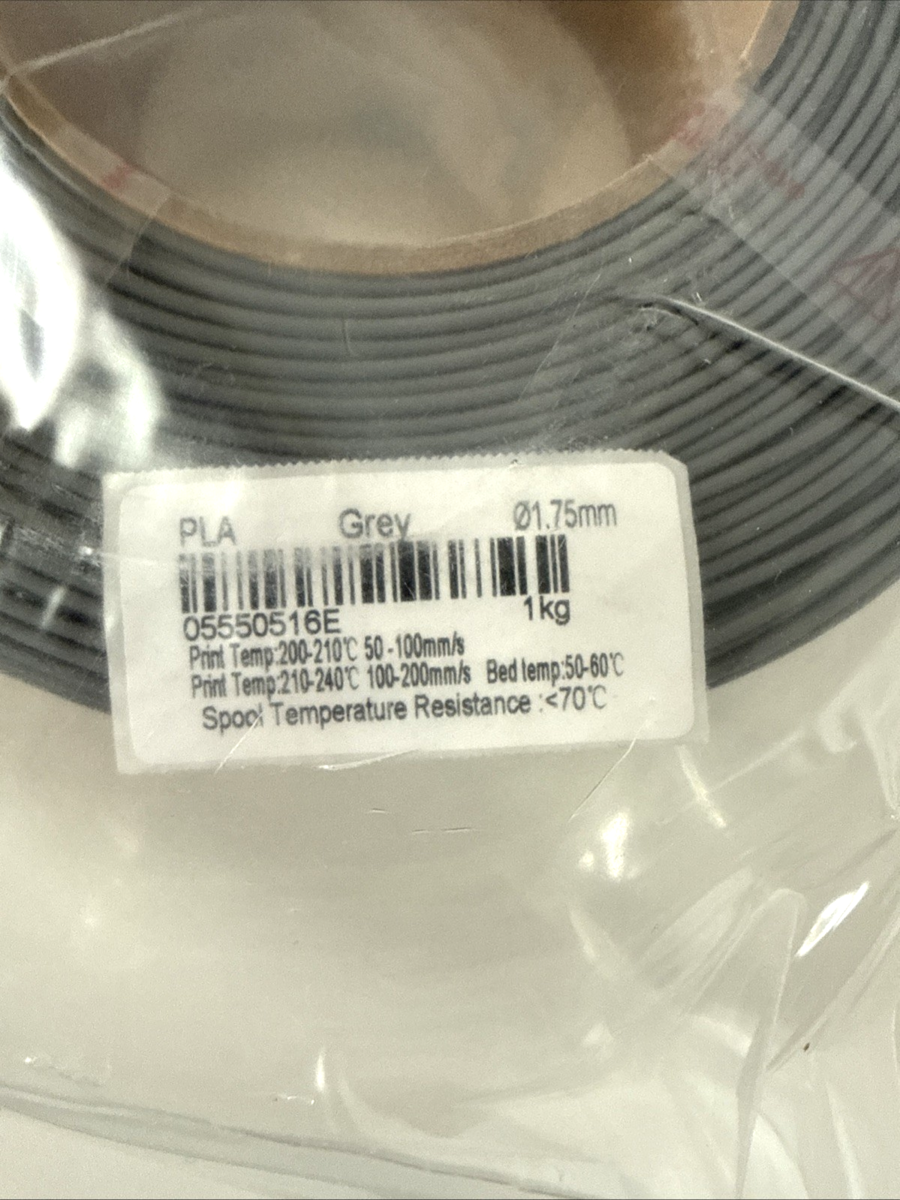 PLA Grey Ø1.75mm
05550516E 1kg
Print Temp:200-210℃ 50-100mm/s
Print Temp:210-240℃ 100-200mm/s Bed temp:50-60℃
Spool Temperature Resistance :<70℃